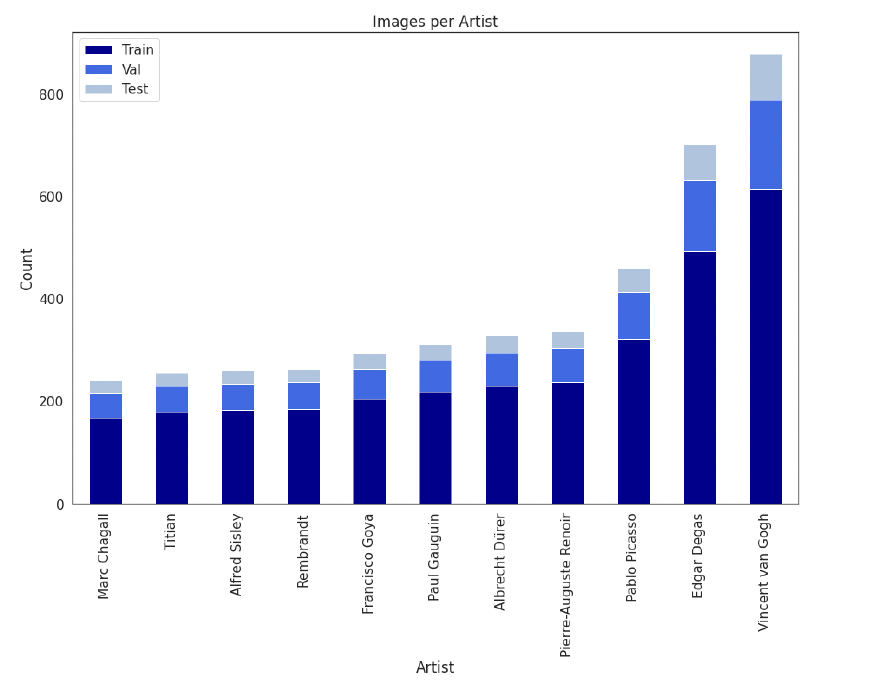 Images per Artist
Train
Val
Test
800
600
400
200
0
Count
Marc Chagall
Titian
Alfred Sisley
Rembrandt
Francisco Goya
Paul Gauguin
Albrecht Dürer
Pierre-Auguste Renoir
Pablo Picasso
Edgar Degas
Vincent van Gogh
Artist